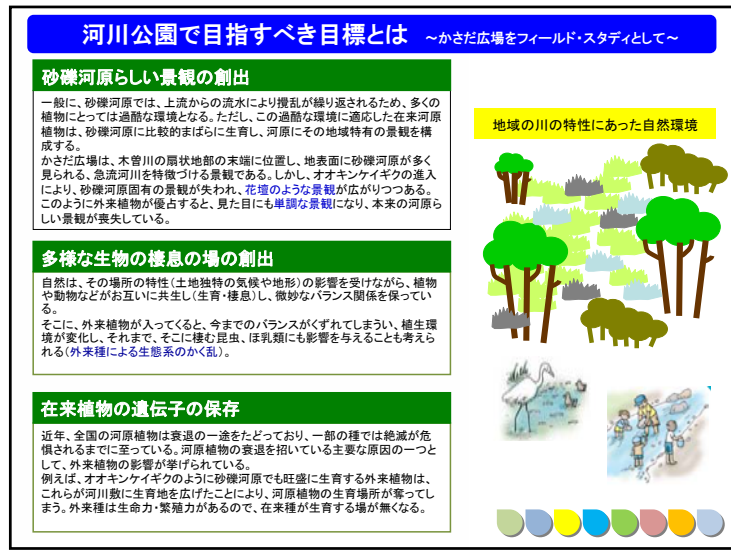 河川公園で目指すべき目標とは ～かさだ広場をフィールド・スタディとして～
砂礫河原らしい景観の創出
一般に、砂礫河原では、上流からの流水により攪乱が繰り返されるため、多くの
植物にとっては過酷な環境となる。ただし、この過酷な環境に適応した在来河原
植物は、砂礫河原に比較的まばらに生育し、河原にその地域特有の景観を構
成する。
かさだ広場は、木曽川の扇状地部の末端に位置し、地表面に砂礫河原が多く
見られる、急流河川を特徴づける景観である。しかし、オオキンケイギクの進入
により、砂礫河原固有の景観が失われ、花壇のような景観が広がりつつある。
このように外来植物が優占すると、見た目にも単調な景観になり、本来の河原ら
しい景観が喪失している。
多様な生物の棲息の場の創出
自然は、その場所の特性（土地独特の気候や地形）の影響を受けながら、植物
や動物などがお互いに共生し（生育・棲息）し、微妙なバランス関係を保ってい
る。
そこに、外来植物が入ってくると、今までのバランスがくずれてしまうい、植生環
境が変化し、それまで、そこに棲む昆虫、ほ乳類にも影響を与えることも考えら
れる（外来種による生態系のかく乱）。
在来植物の遺伝子の保存
近年、全国の河原植物は衰退の一途をたどっており、一部の種では絶滅が危
惧されるまでに至っている。河原植物の衰退を招いている主要な原因の一つと
して、外来植物の影響が挙げられている。
例えば、オオキンケイギクのように砂礫河原でも旺盛に生育する外来植物は、
これらが河川敷に生育地を広げたことにより、河原植物の生育場所が奪ってし
まう。外来種は生命力・繁殖力があるので、在来種が生育する場が無くなる。
地域の川の特性にあった自然環境